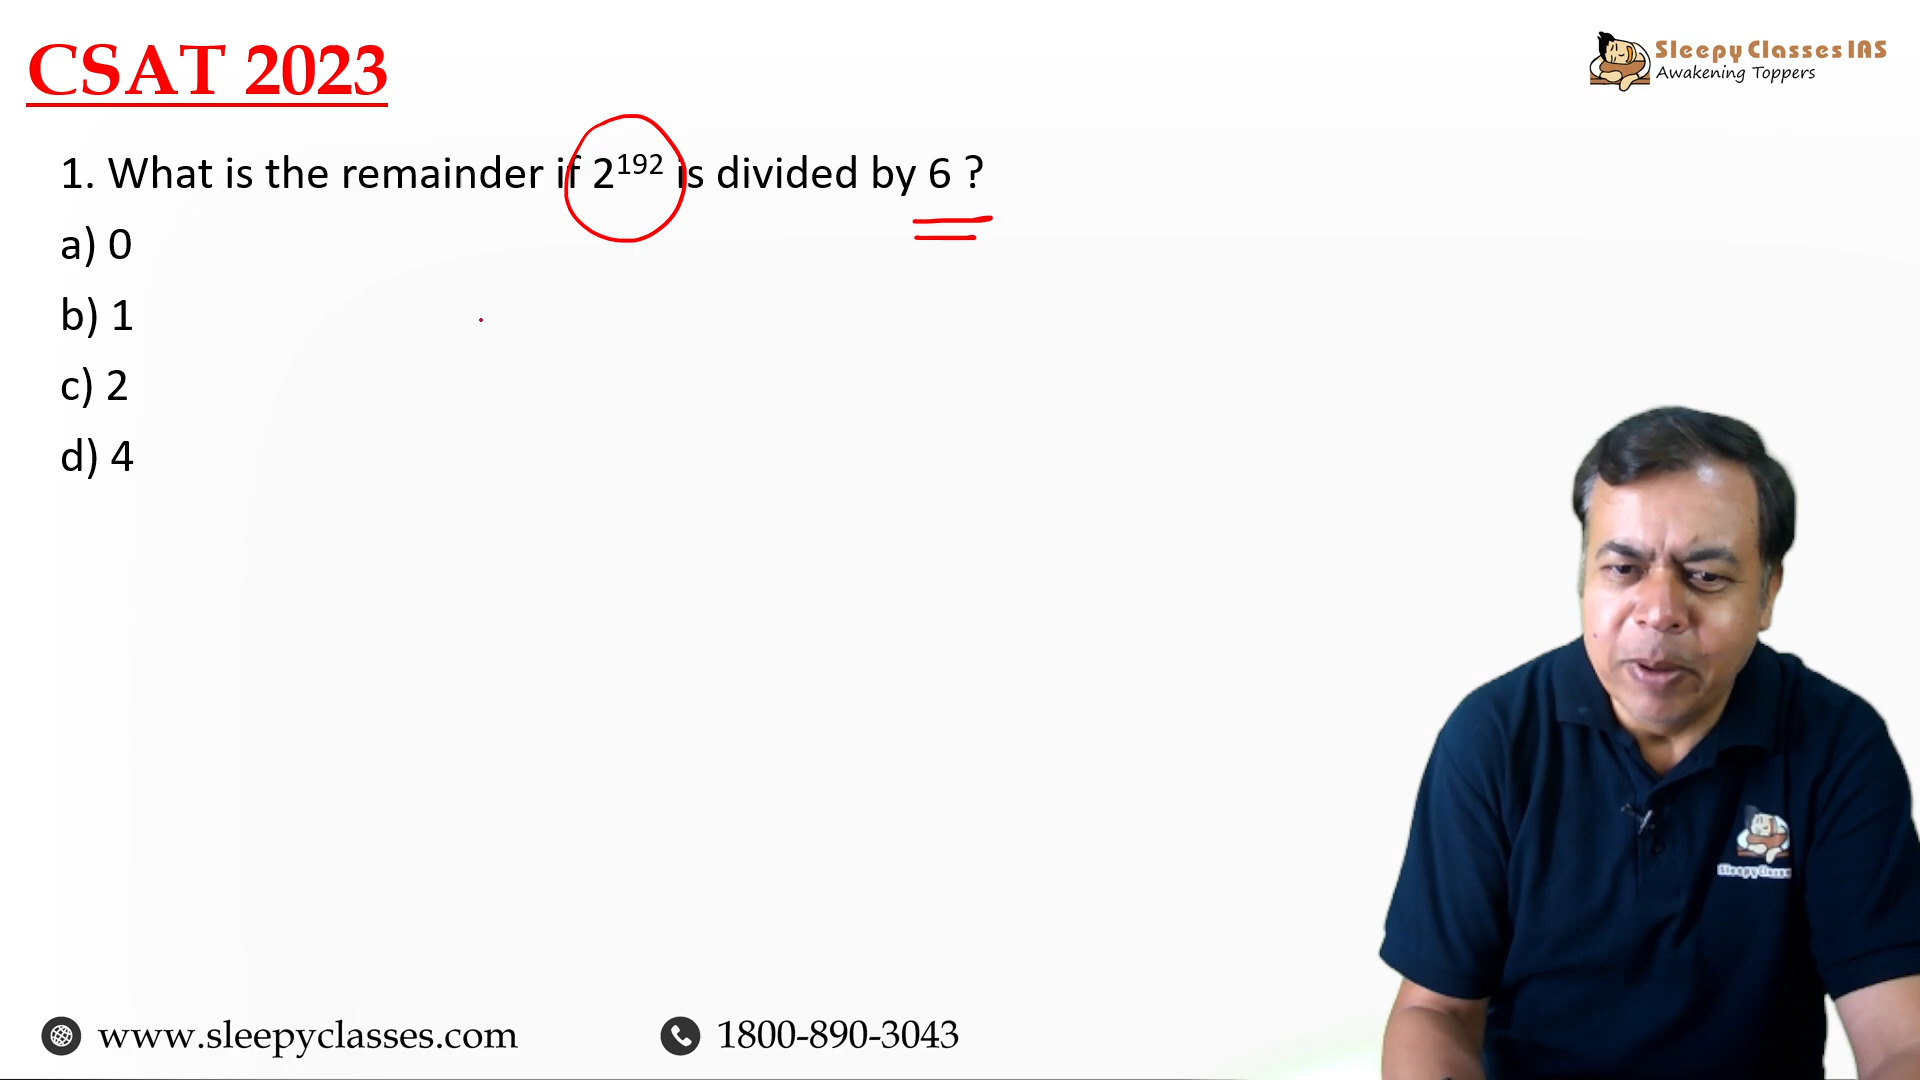 CSAT 2023
Sleepy Classes IAS
Awakening Toppers
1. What is the remainder if 2¹⁹² is divided by 6 ?
a) 0
b) 1
c) 2
d) 4
SleepyClasses
www.sleepyclasses.com
1800-890-3043